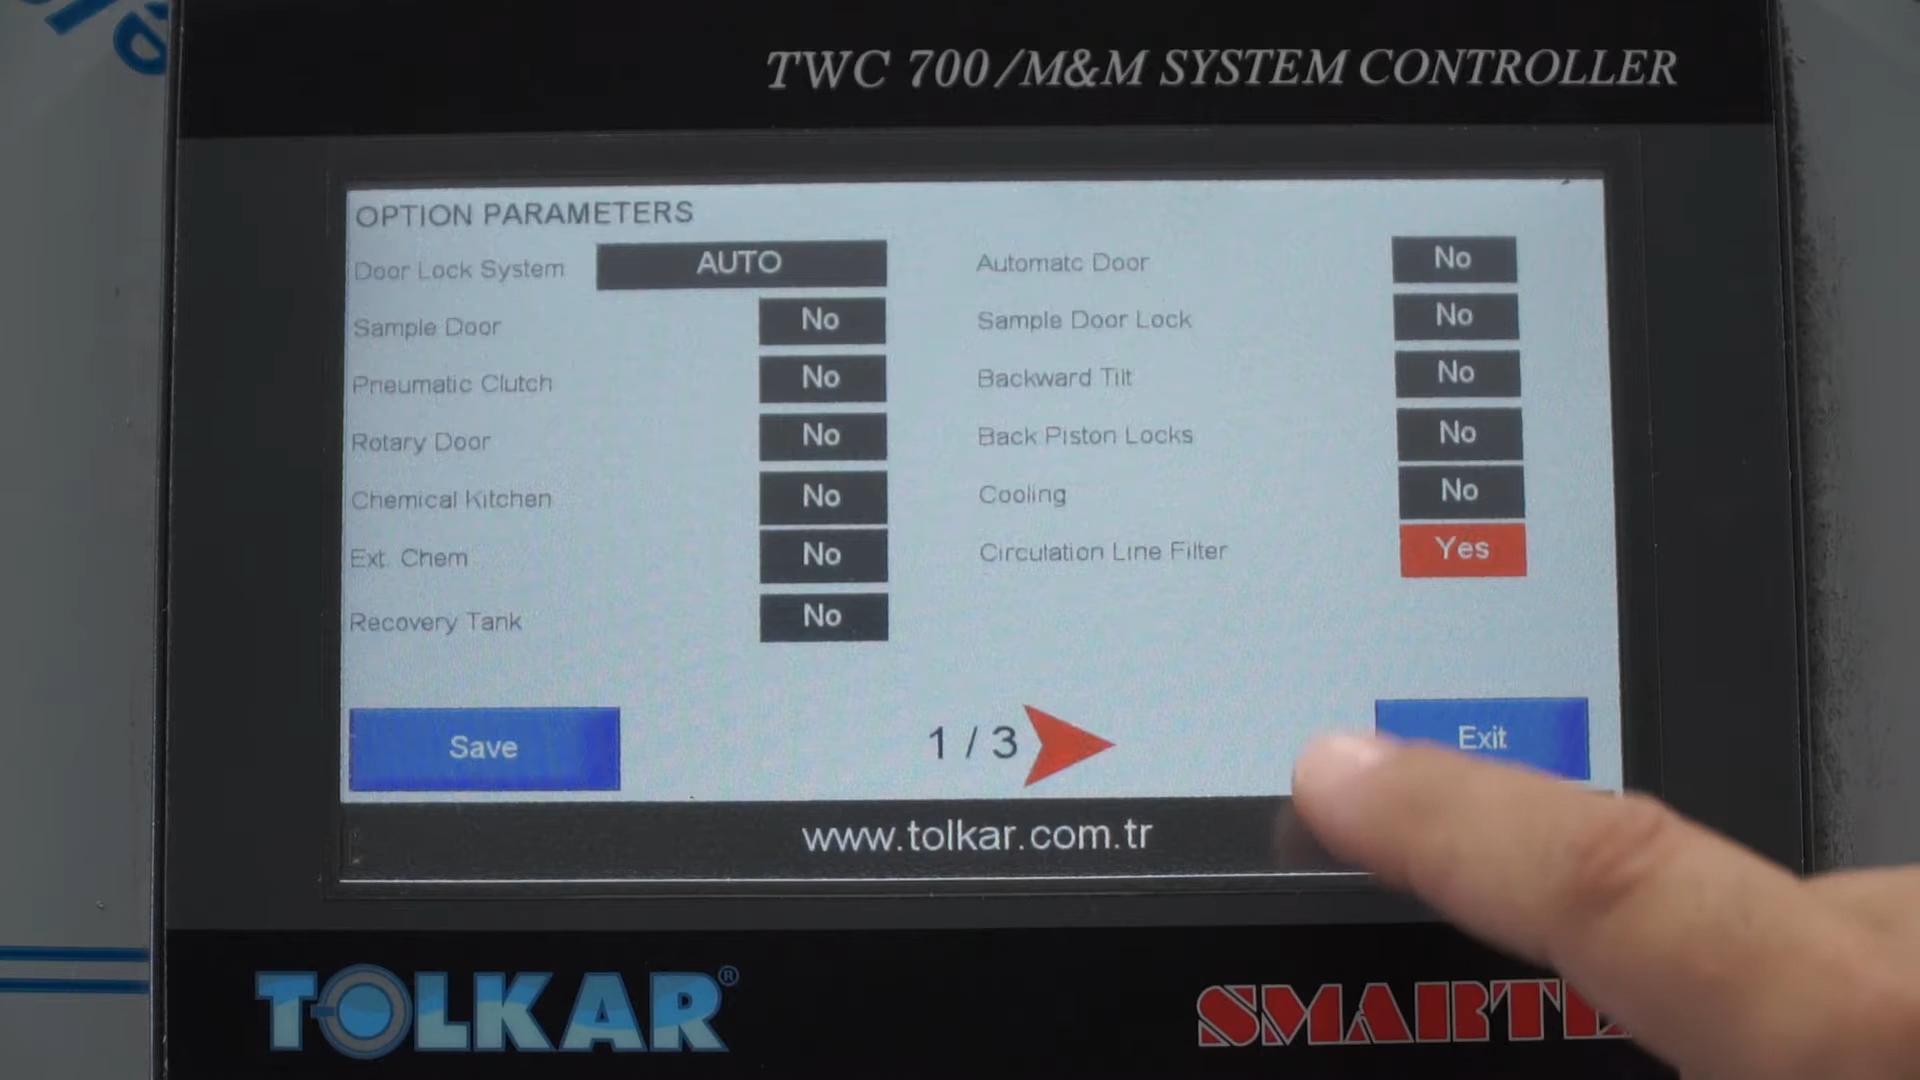 TWC 700/M&M SYSTEM CONTROLLER
OPTION PARAMETERS
Door Lock System AUTO
Automatc Door No
Sample Door No
Sample Door Lock No
Pneumatic Clutch No
Backward Tilt No
Rotary Door No
Back Piston Locks No
Chemical Kitchen No
Cooling No
Ext. Chem No
Circulation Line Filter Yes
Recovery Tank No
Save
1 / 3
Exit
www.tolkar.com.tr
TOLKAR®